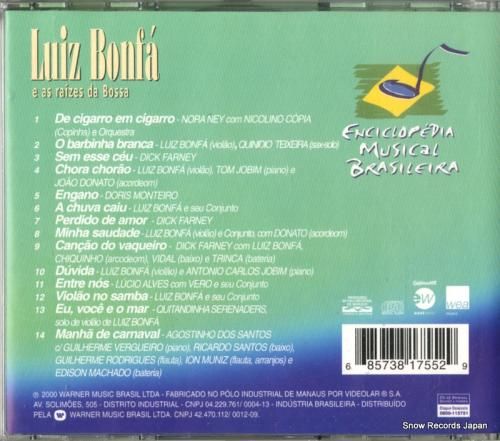 Luiz Bonfá
e as raízes da Bossa
ENCICLOPÉDIA
MUSICAL
BRASILEIRA
1 De cigarro em cigarro - NORA NEY com NICOLINO CÓPIA
(Copinha) e Orquestra
2 O barbinha branca - LUIZ BONFÁ (violão), QUINIDIO TEIXEIRA (sax-solo)
3 Sem esse céu - DICK FARNEY
4 Chora chorão - LUIZ BONFÁ (violão), TOM JOBIM (piano) e
JOÃO DONATO (acordeom)
5 Engano - DORIS MONTEIRO
6 A chuva caiu - LUIZ BONFÁ e seu Conjunto
7 Perdido de amor - DICK FARNEY
8 Minha saudade - LUIZ BONFÁ (violão) e Conjunto, com DONATO (acordeom)
9 Canção do vaqueiro - DICK FARNEY com LUIZ BONFÁ,
CHIQUINHO (arcodeom), VIDAL (baixo) e TRINCA (bateria)
10 Dúvida - LUIZ BONFÁ (violão) e ANTONIO CARLOS JOBIM (piano)
11 Entre nós - LÚCIO ALVES com VERO e seu Conjunto
12 Violão no samba - LUIZ BONFÁ e seu Conjunto
13 Eu, você e o mar - QUITANDINHA SERENADERS,
solo de violão de LUIZ BONFÁ
14 Manhã de carnaval - AGOSTINHO DOS SANTOS
c/ GUILHERME VERGUEIRO (piano), RICARDO SANTOS (baixo),
GUILHERME RODRIGUES (flauta), ION MUNIZ (flauta, arranjos) e
EDISON MACHADO (bateria)
ew
wea
6 85738 17552 9
℗ 2000 WARNER MUSIC BRASIL LTDA - FABRICADO NO PÓLO INDUSTRIAL DE MANAUS POR VIDEOLAR ® S.A.
AV. SOLIMÕES, 505 - DISTRITO INDUSTRIAL - CNPJ 04.229.761/ 0004-13 - INDÚSTRIA BRASILEIRA - DISTRIBUÍDO
PELA WARNER MUSIC BRASIL LTDA. CNPJ 42.470.112/ 0012-09.
Snow Records Japan